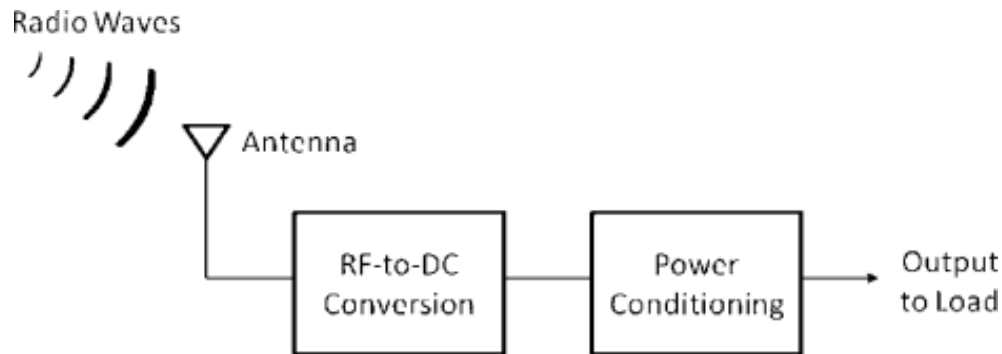 Radio Waves
Antenna
RF-to-DC
Conversion
Power
Conditioning
Output
to Load